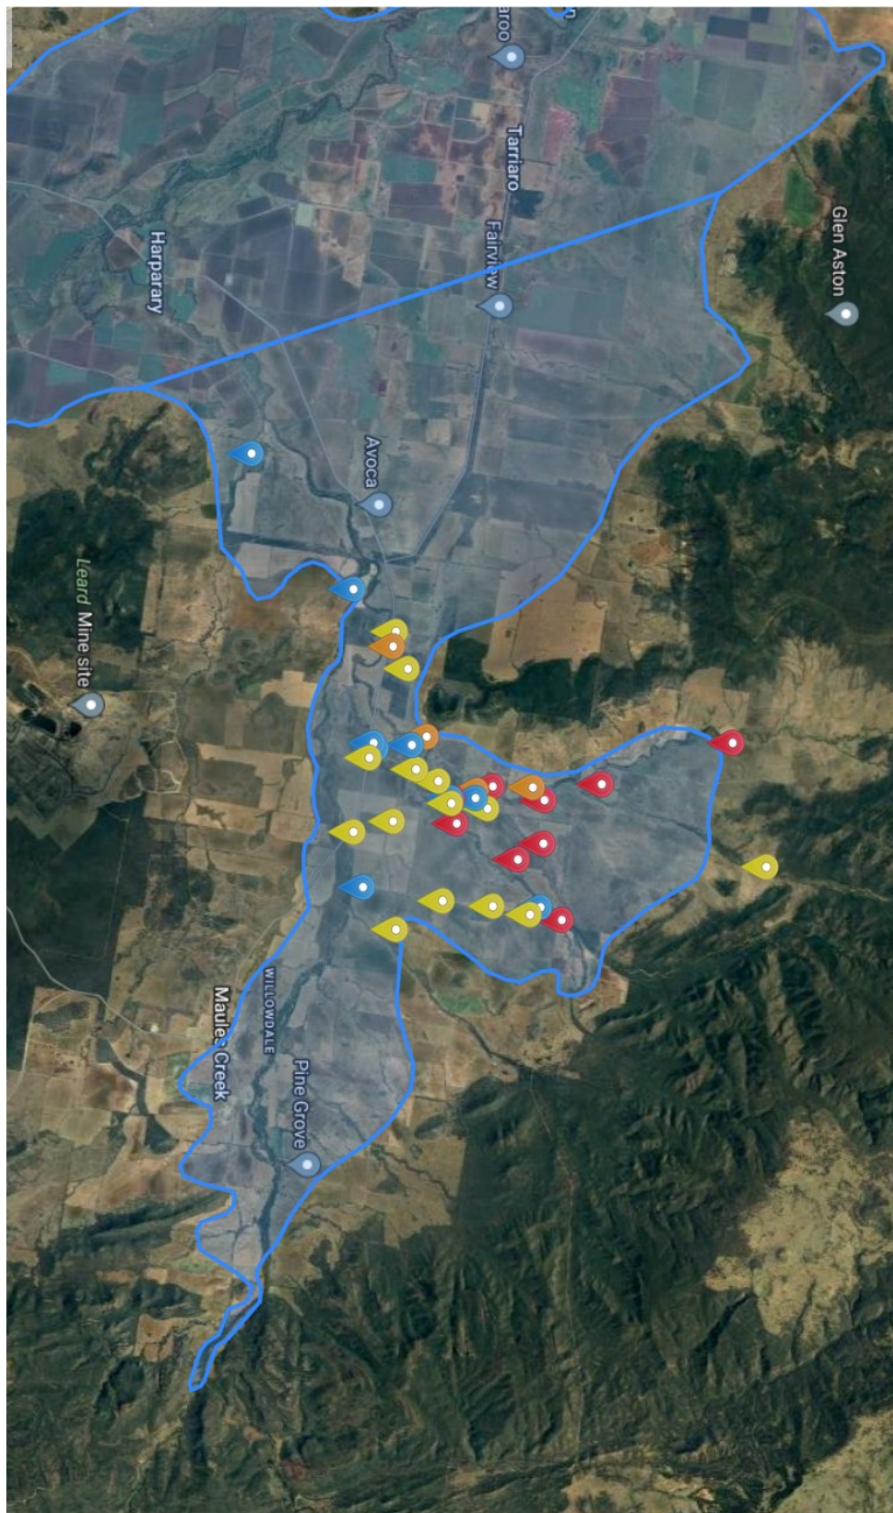 Tarriaro
Glen Aston
Fairview
Harparary
Avoca
Leard Mine site
WILLOWDALE
Maules Creek
Pine Grove